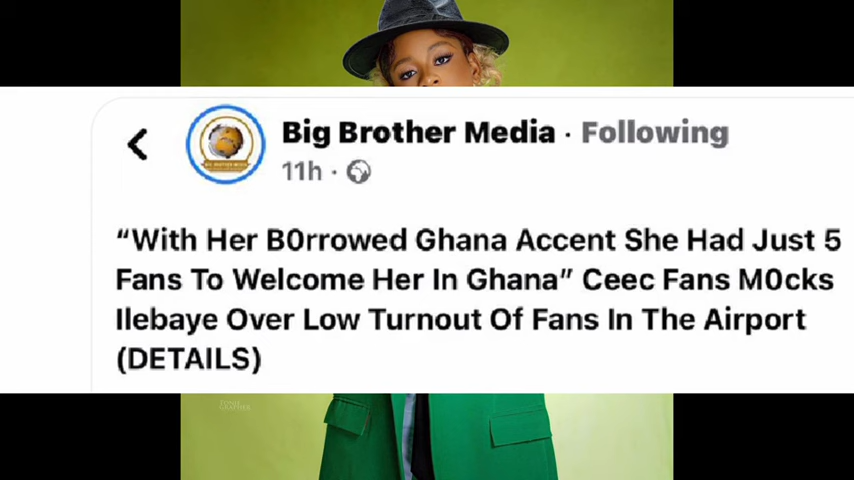 Big Brother Media · Following
11h ·
“With Her B0rrowed Ghana Accent She Had Just 5
Fans To Welcome Her In Ghana” Ceec Fans M0cks
Ilebaye Over Low Turnout Of Fans In The Airport
(DETAILS)